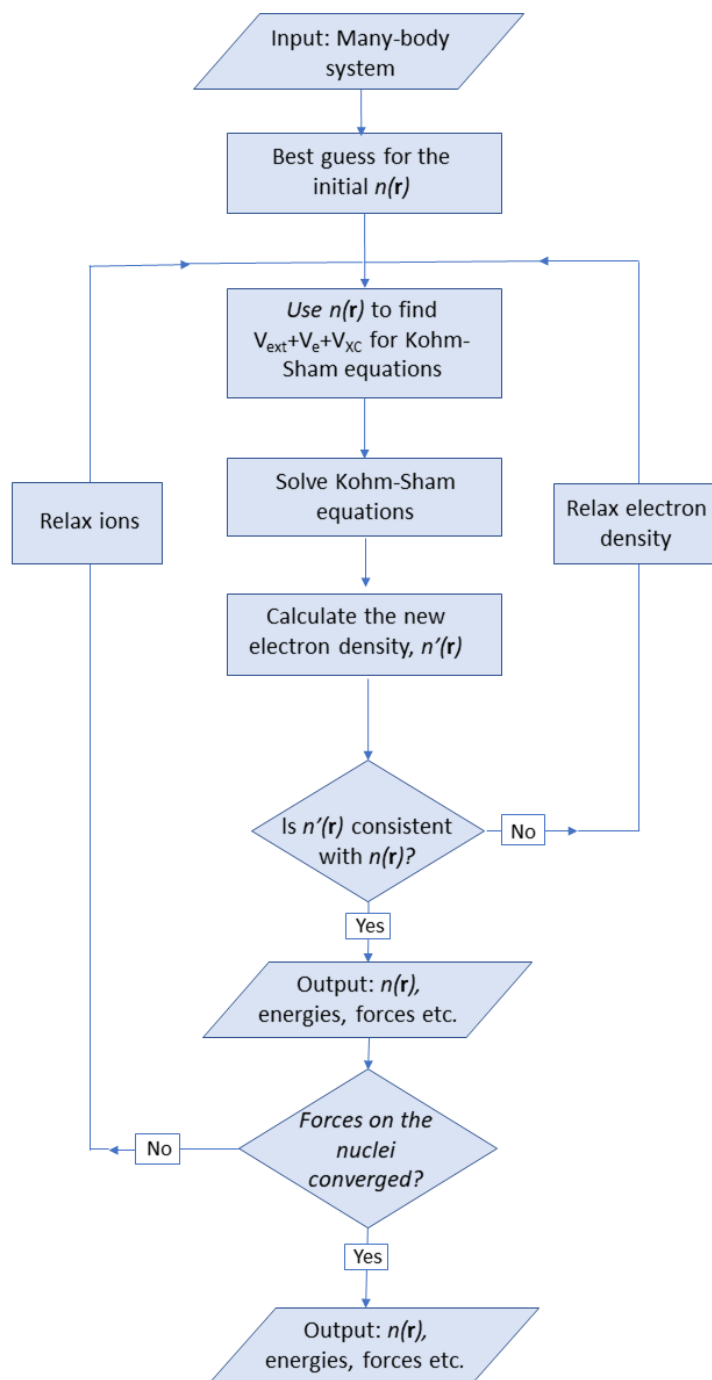 Input: Many-body
system
Best guess for the
initial n(r)
Use n(r) to find
Vext+Ve+VXC for Kohm-
Sham equations
Solve Kohm-Sham
equations
Relax ions
Relax electron
density
Calculate the new
electron density, n’(r)
Is n’(r) consistent
with n(r)?
No
Yes
Output: n(r),
energies, forces etc.
Forces on the
nuclei
converged?
No
Yes
Output: n(r),
energies, forces etc.